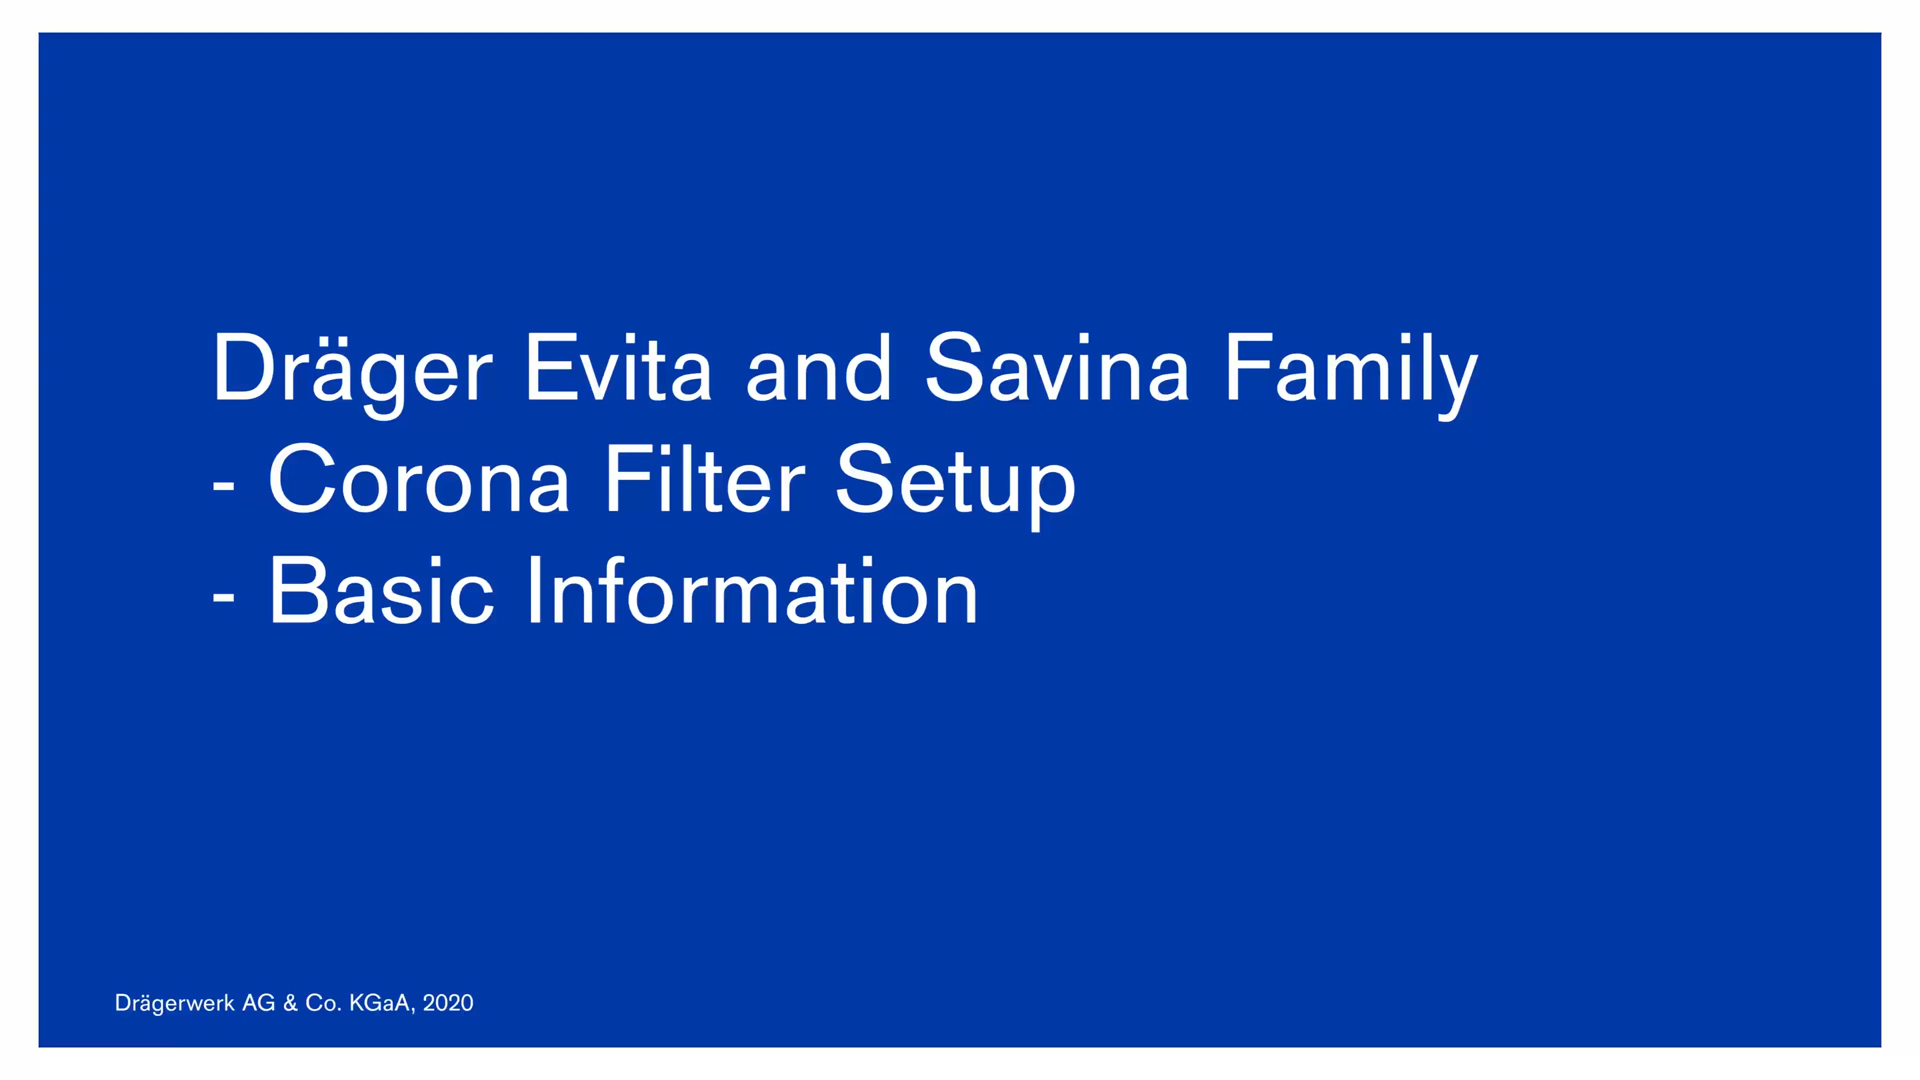 Dräger Evita and Savina Family
- Corona Filter Setup
- Basic Information
Drägerwerk AG & Co. KGaA, 2020